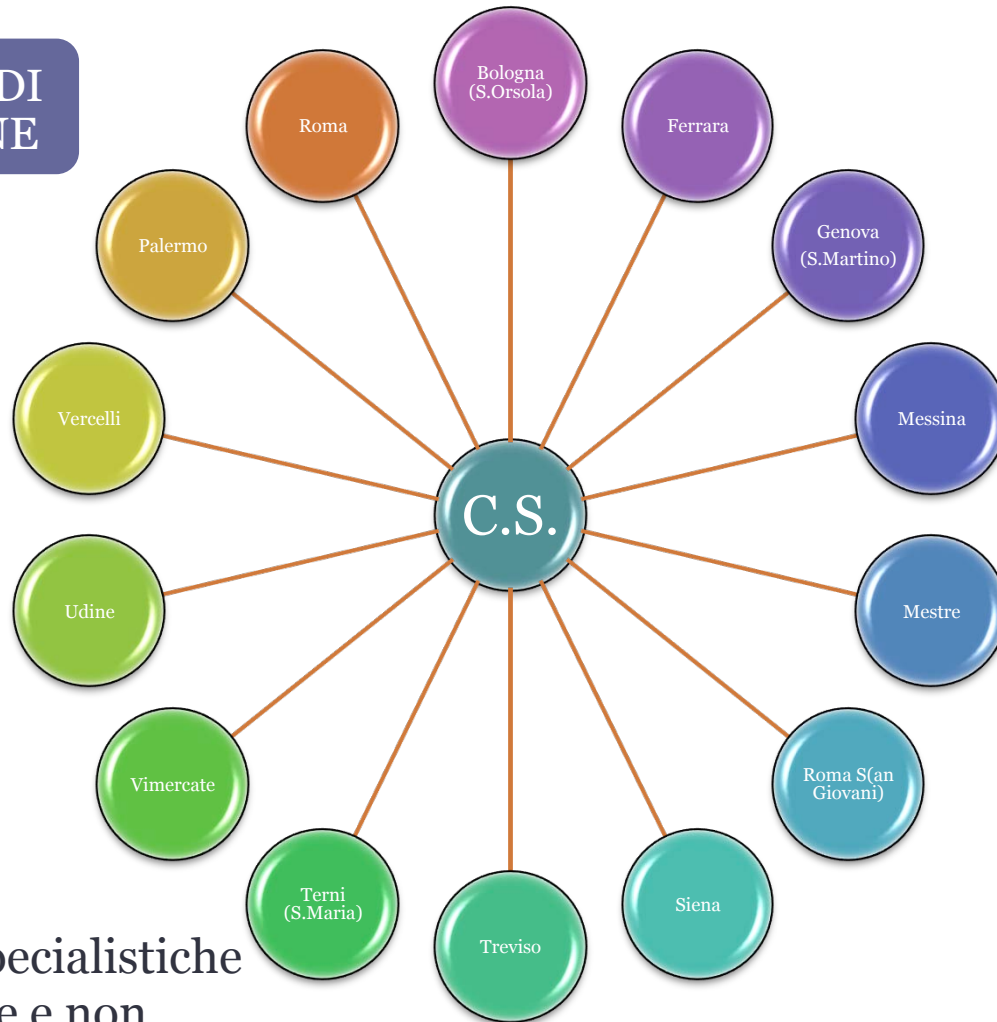 DI
NE
Bologna
(S.Orsola)
Ferrara
Genova
(S.Martino)
Messina
Mestre
Roma S(an
Giovani)
Siena
Treviso
Terni
(S.Maria)
Vimercate
Udine
Vercelli
Palermo
Roma
C.S.
pecialistiche
e e non